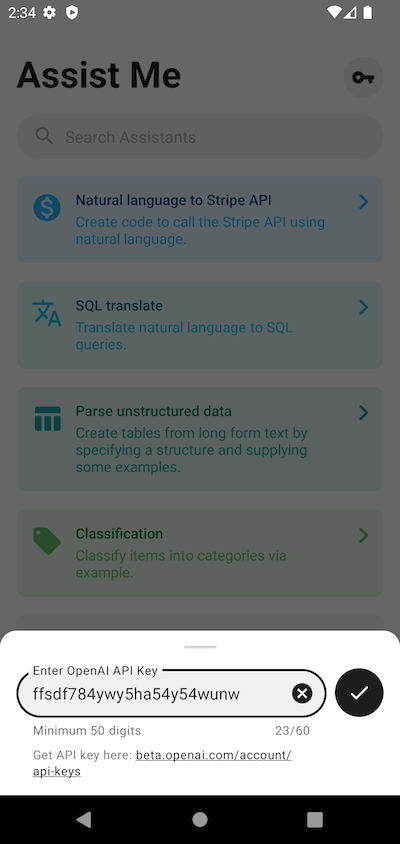 2:34
Assist Me
Search Assistants
Natural language to Stripe API
Create code to call the Stripe API using
natural language.
SQL translate
Translate natural language to SQL
queries.
Parse unstructured data
Create tables from long form text by
specifying a structure and supplying
some examples.
Classification
Classify items into categories via
example.
Enter OpenAI API Key
ffsdf784ywy5ha54y54wunw
Minimum 50 digits 23/60
Get API key here: beta.openai.com/account/
api-keys